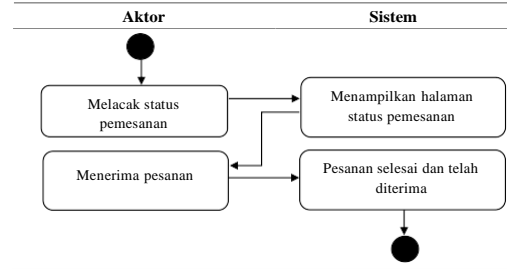 Aktor
Sistem
Melacak status
pemesanan
Menampilkan halaman
status pemesanan
Menerima pesanan
Pesanan selesai dan telah
diterima